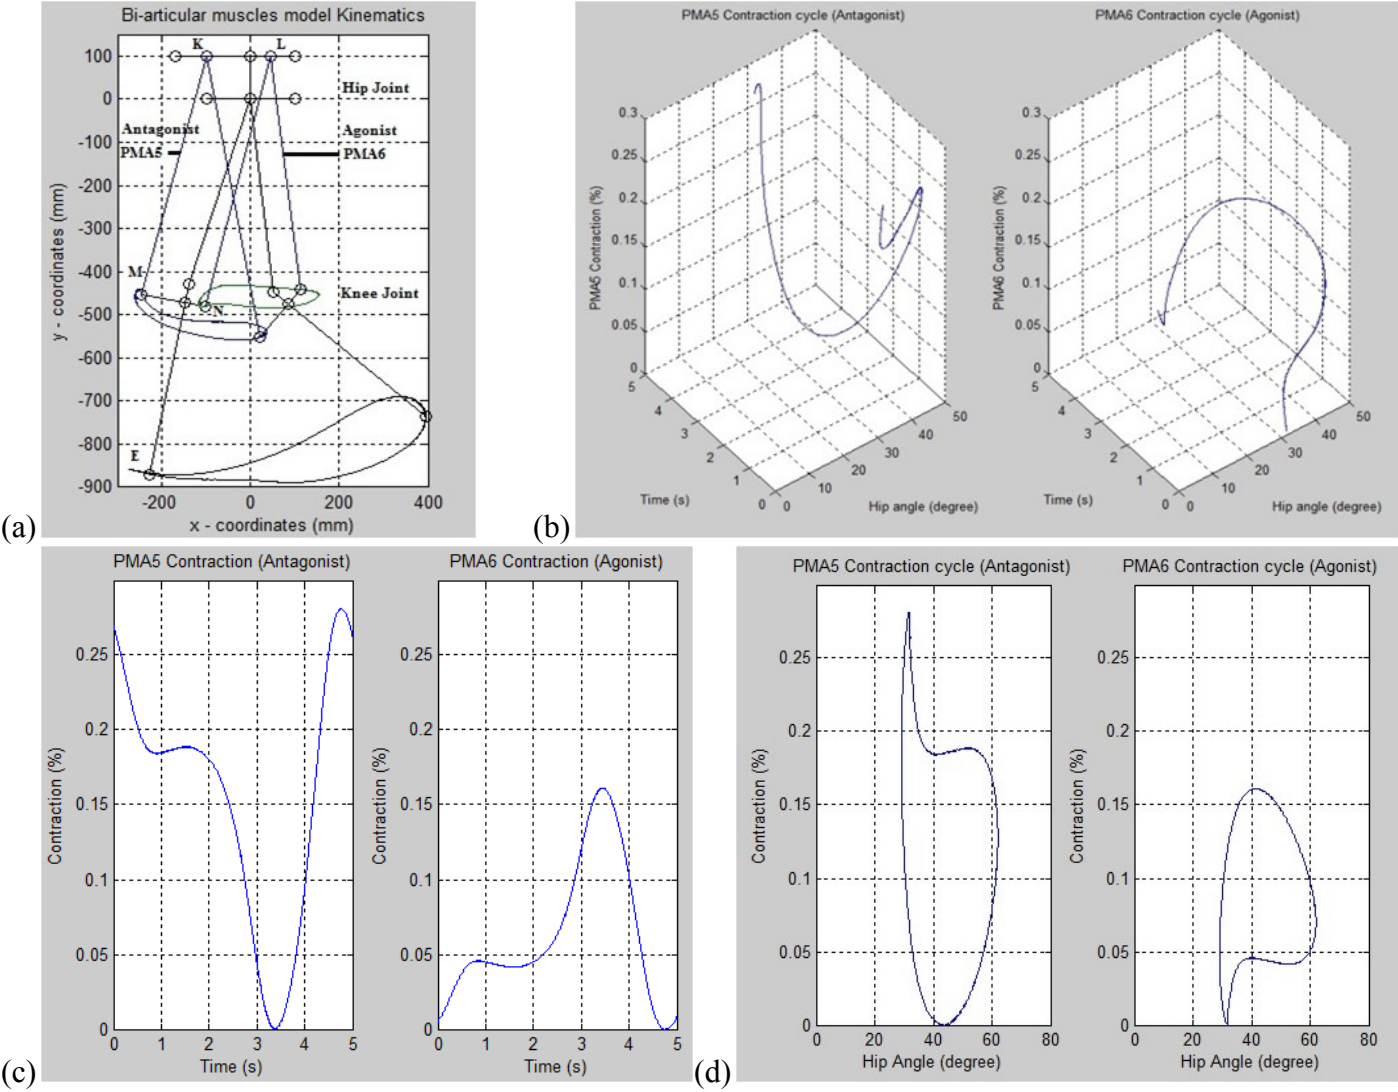 Bi-articular muscles model Kinematics
K
L
100
0
-100
-200
-300
-400
-500
-600
-700
-800
-900
y - coordinates (mm)
Hip Joint
Antagonist
PMA5
Agonist
PMA6
M
N
Knee Joint
E
-200
0
200
400
x - coordinates (mm)
(a)
PMA5 Contraction cycle (Antagonist)
0.3
0.25
0.2
0.15
0.1
0.05
0
PMA5 Contraction (%)
5
4
3
2
1
0
Time (s)
0
10
20
30
40
50
Hip angle (degree)
PMA6 Contraction cycle (Agonist)
0.3
0.25
0.2
0.15
0.1
0.05
0
PMA6 Contraction (%)
5
4
3
2
1
0
Time (s)
0
10
20
30
40
50
Hip angle (degree)
(b)
PMA5 Contraction (Antagonist)
0.25
0.2
0.15
0.1
0.05
0
Contraction (%)
0
1
2
3
4
5
Time (s)
PMA6 Contraction (Agonist)
0.25
0.2
0.15
0.1
0.05
0
Contraction (%)
0
1
2
3
4
5
Time (s)
(c)
PMA5 Contraction cycle (Antagonist)
0.25
0.2
0.15
0.1
0.05
0
Contraction (%)
0
20
40
60
80
Hip Angle (degree)
PMA6 Contraction cycle (Agonist)
0.25
0.2
0.15
0.1
0.05
0
Contraction (%)
0
20
40
60
80
Hip Angle (degree)
(d)